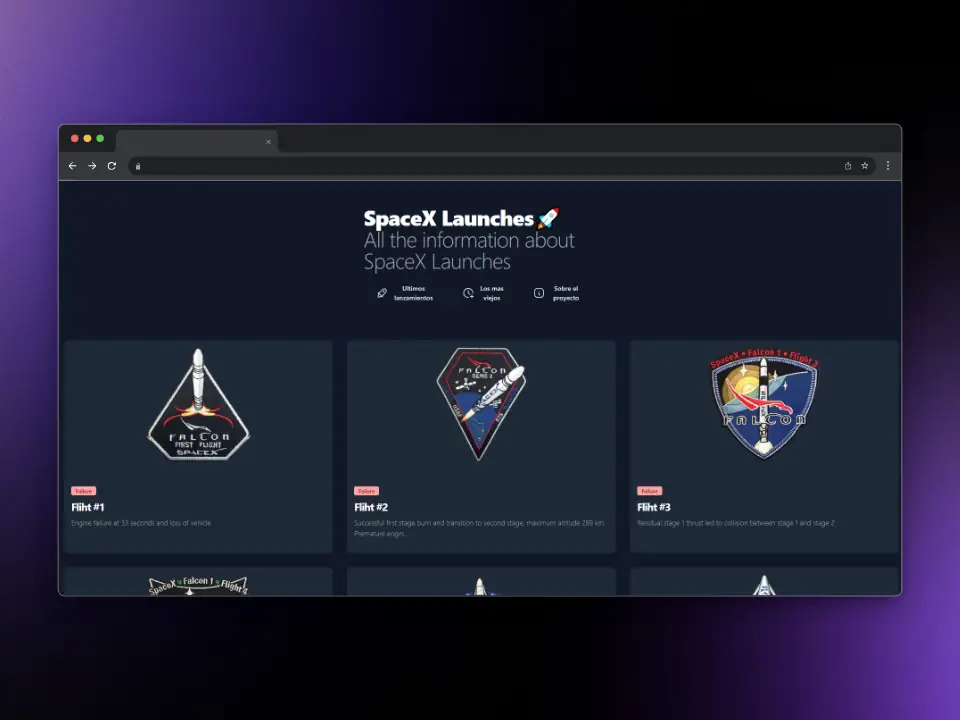 SpaceX Launches🚀
All the information about
SpaceX Launches
Ultimos
lanzamientos
Los mas
viejos
Sobre el
proyecto
FALCON
FIRST FLIGHT
SPACEX
Failure
Fliht #1
Engine failure at 33 seconds and loss of vehicle
FALCON
DEMO 2
Failure
Fliht #2
Successful first stage burn and transition to second stage, maximum altitude 289 km
Premature engin...
SpaceX • Falcon 1 • Flight 3
FALCON
Failure
Fliht #3
Residual stage 1 thrust led to collision between stage 1 and stage 2
SpaceX Falcon 1 Flight 4